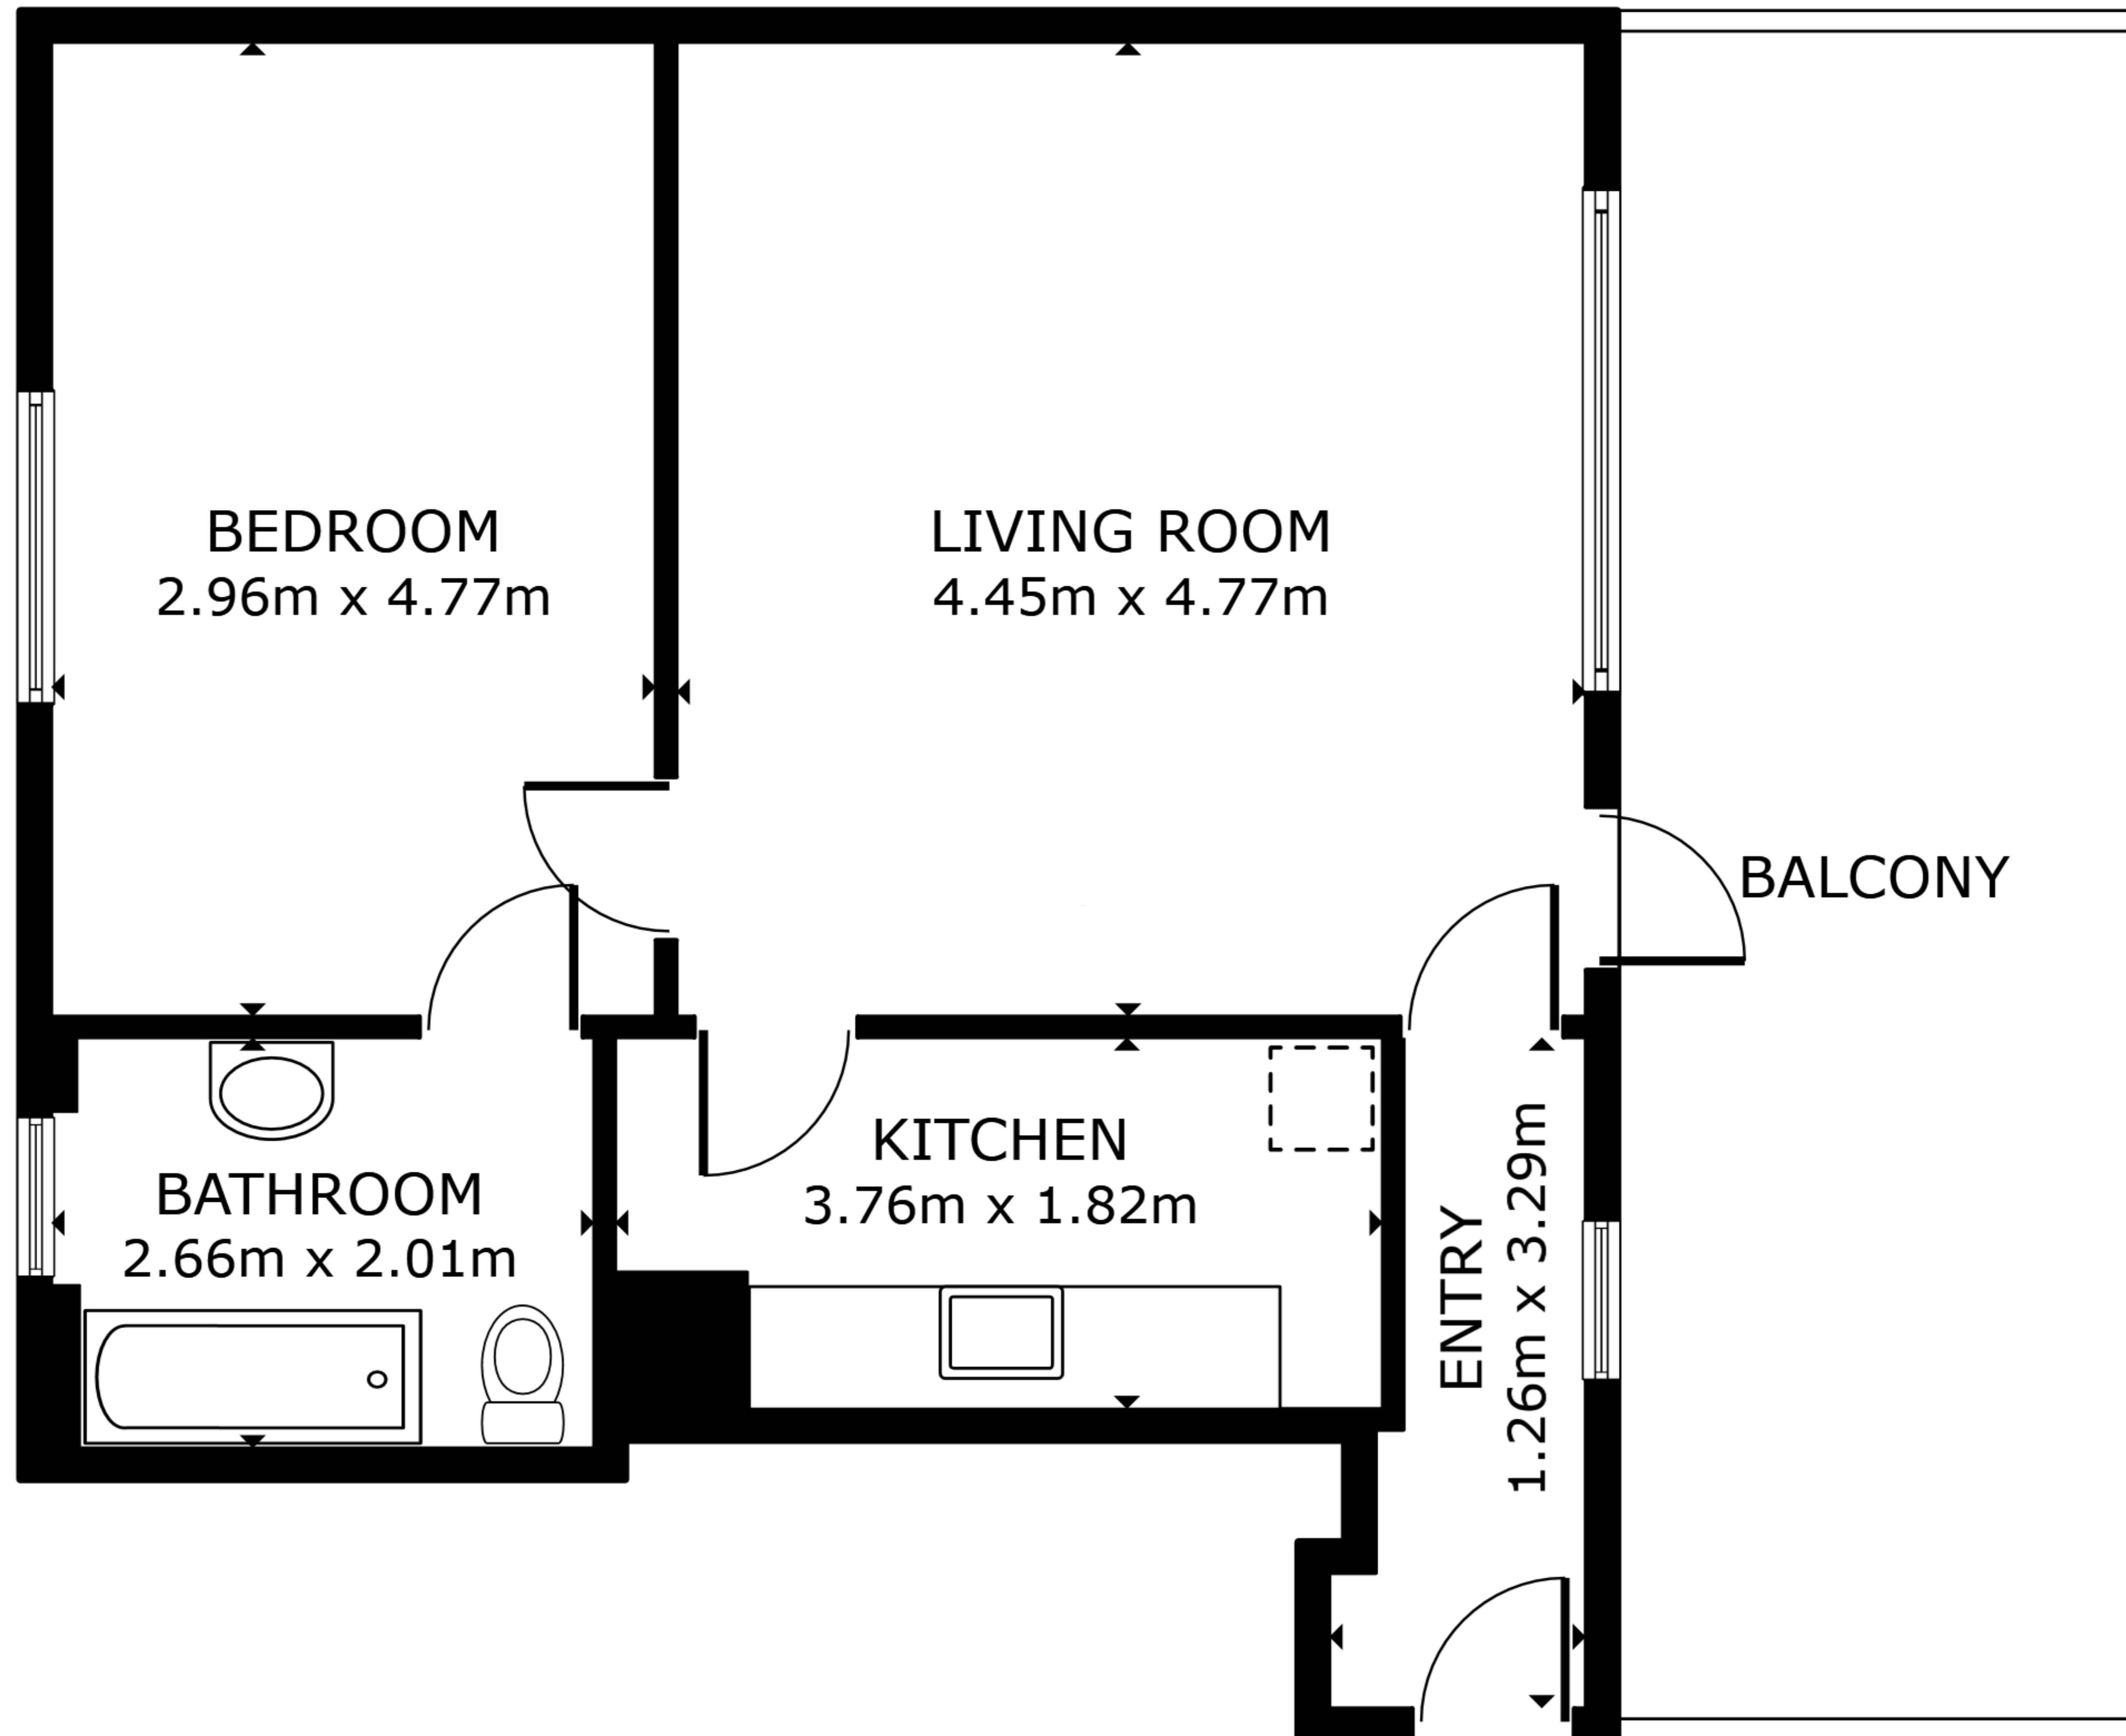 BEDROOM
2.96m x 4.77m
LIVING ROOM
4.45m x 4.77m
BALCONY
BATHROOM
2.66m x 2.01m
KITCHEN
3.76m x 1.82m
ENTRY
1.26m x 3.29m